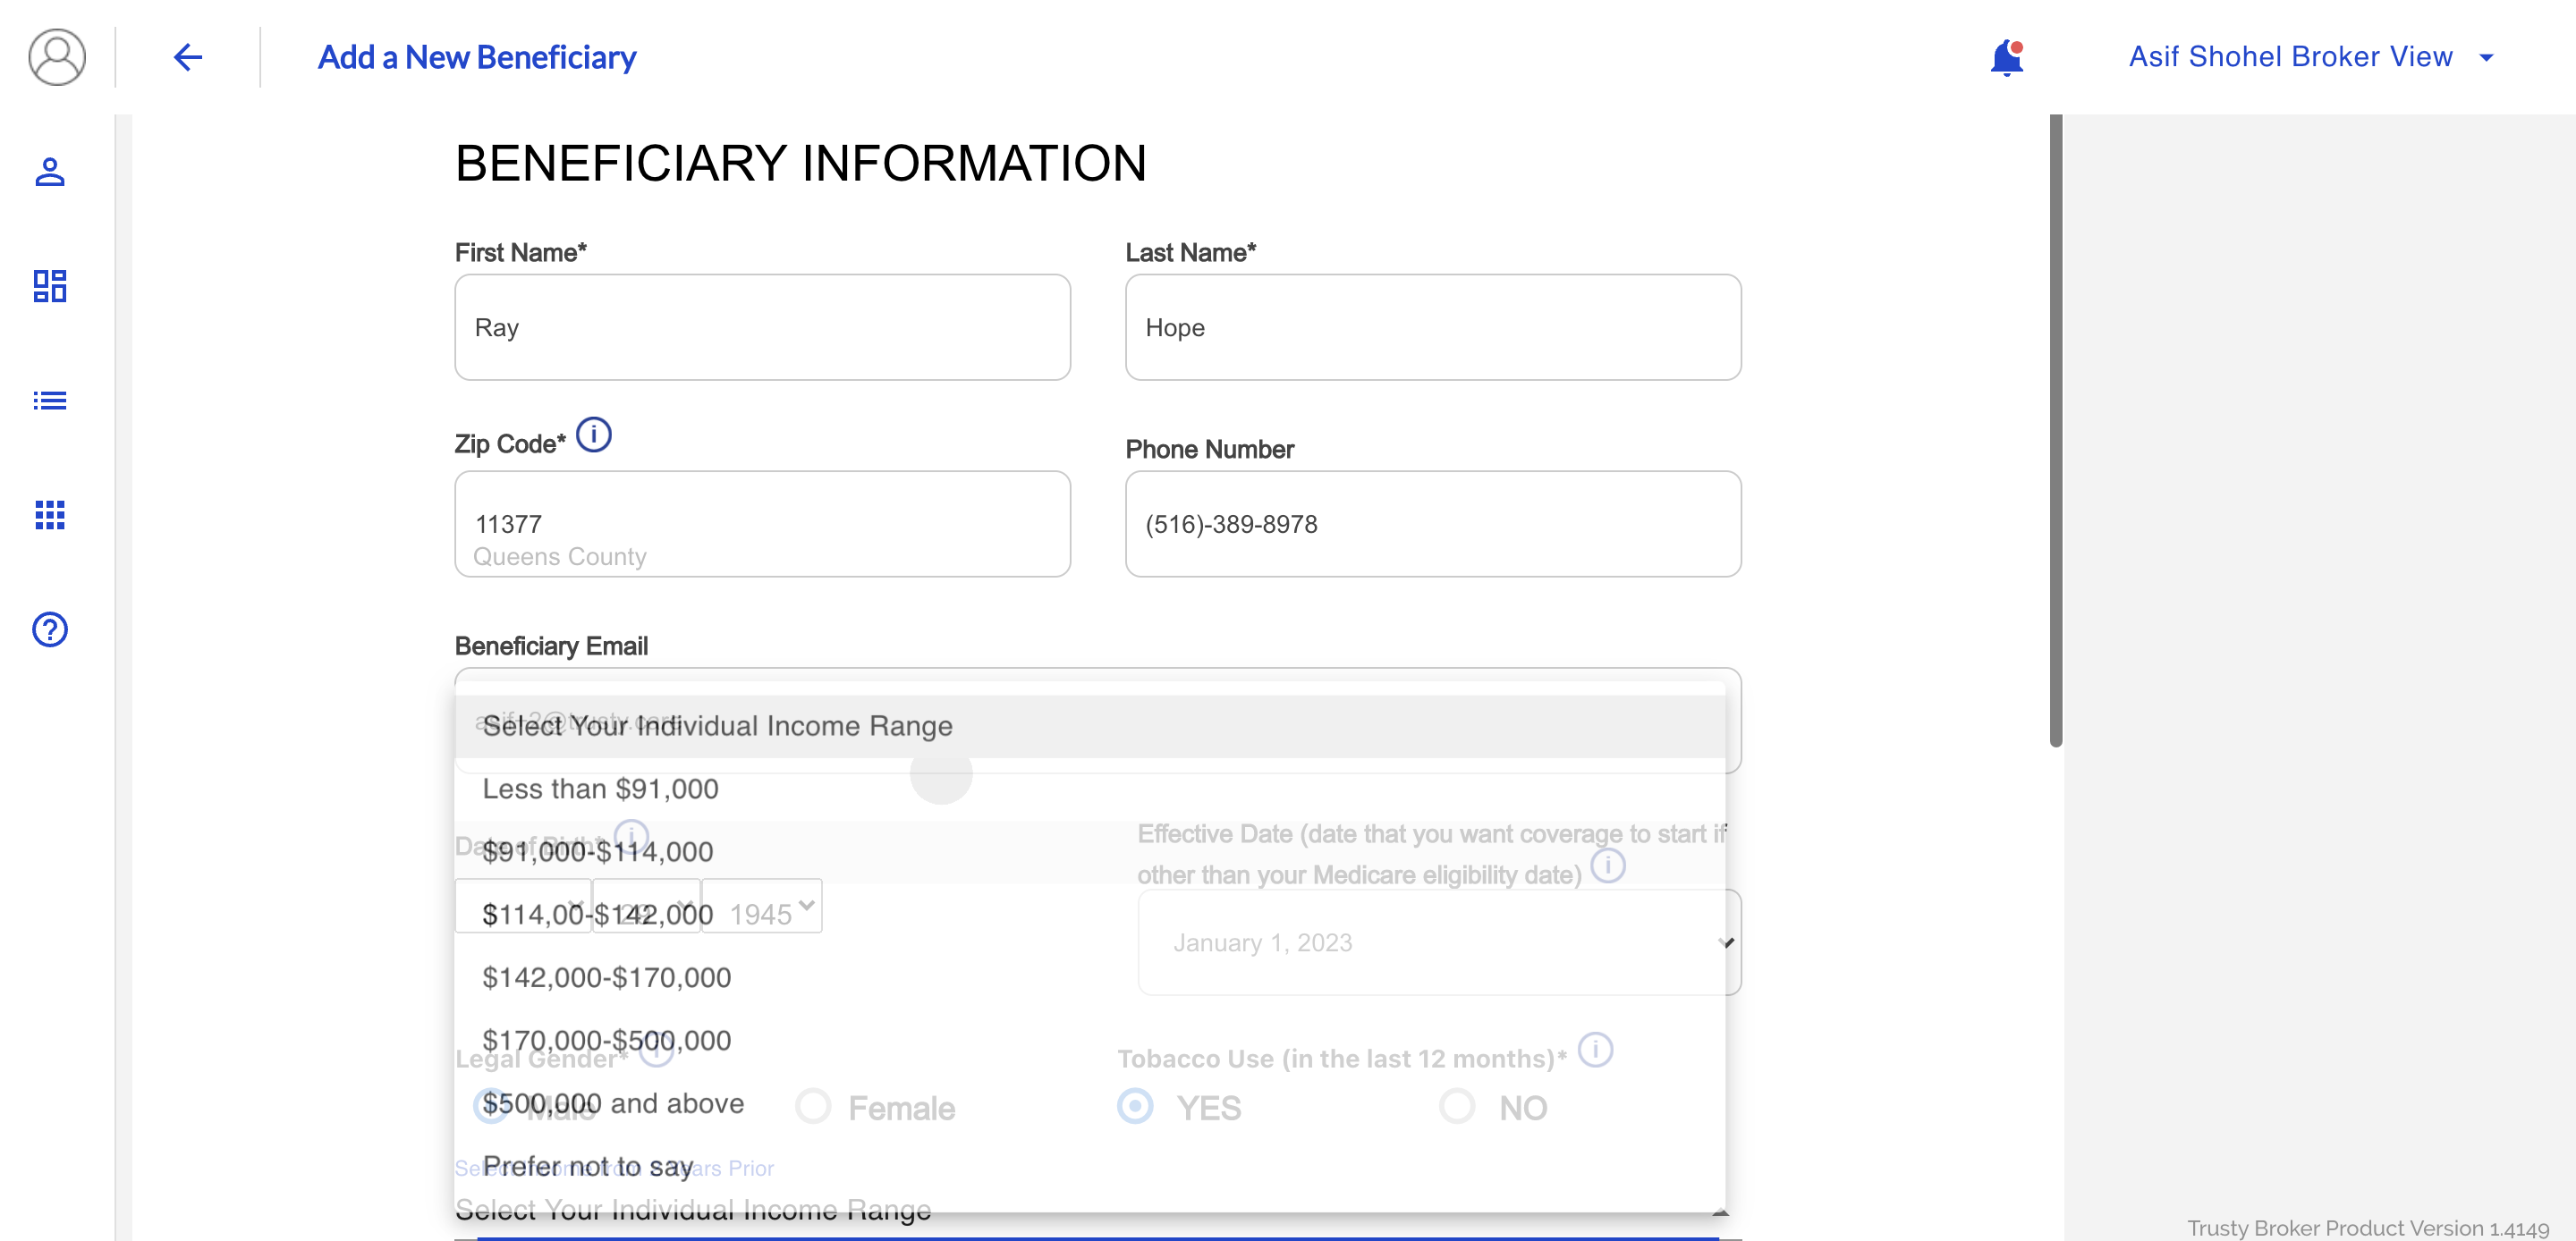 Add a New Beneficiary
Asif Shohel Broker View
BENEFICIARY INFORMATION
First Name*
Last Name*
Ray
Hope
Zip Code*
Phone Number
11377
(516)-389-8978
Queens County
Beneficiary Email
Select Your Individual Income Range
Less than $91,000
Date of Birth*
Effective Date (date that you want coverage to start if
other than your Medicare eligibility date)
$91,000-$114,000
$114,00-$142,000
1945
January 1, 2023
$142,000-$170,000
$170,000-$500,000
Legal Gender*
Tobacco Use (in the last 12 months)*
$500,000 and above
Male
Female
YES
NO
Prefer not to say
Select Income from 2 Years Prior
Select Your Individual Income Range
Trusty Broker Product Version 1.4149